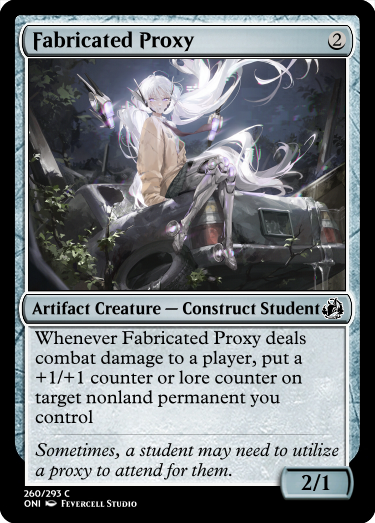 Fabricated Proxy
2
Artifact Creature — Construct Student
Whenever Fabricated Proxy deals
combat damage to a player, put a
+1/+1 counter or lore counter on
target nonland permanent you
control
Sometimes, a student may need to utilize
a proxy to attend for them.
2/1
260/293 C
ONI Fevercell Studio